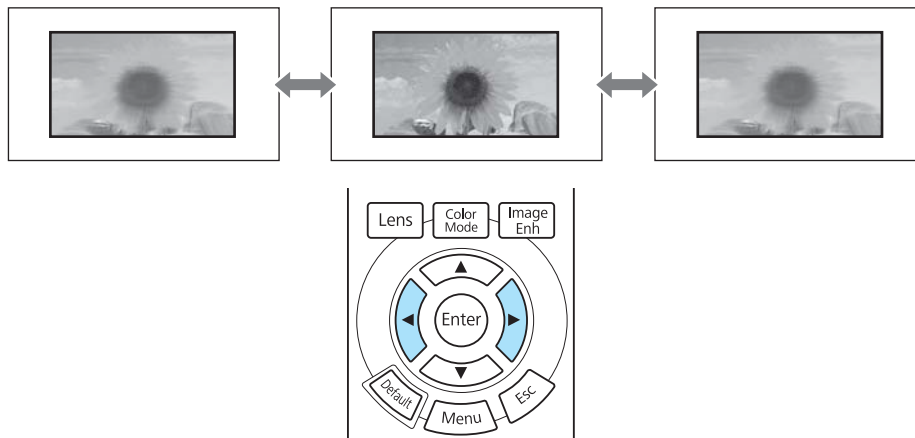 Lens
Color
Mode
Image
Enh
Enter
Default
Menu
Esc